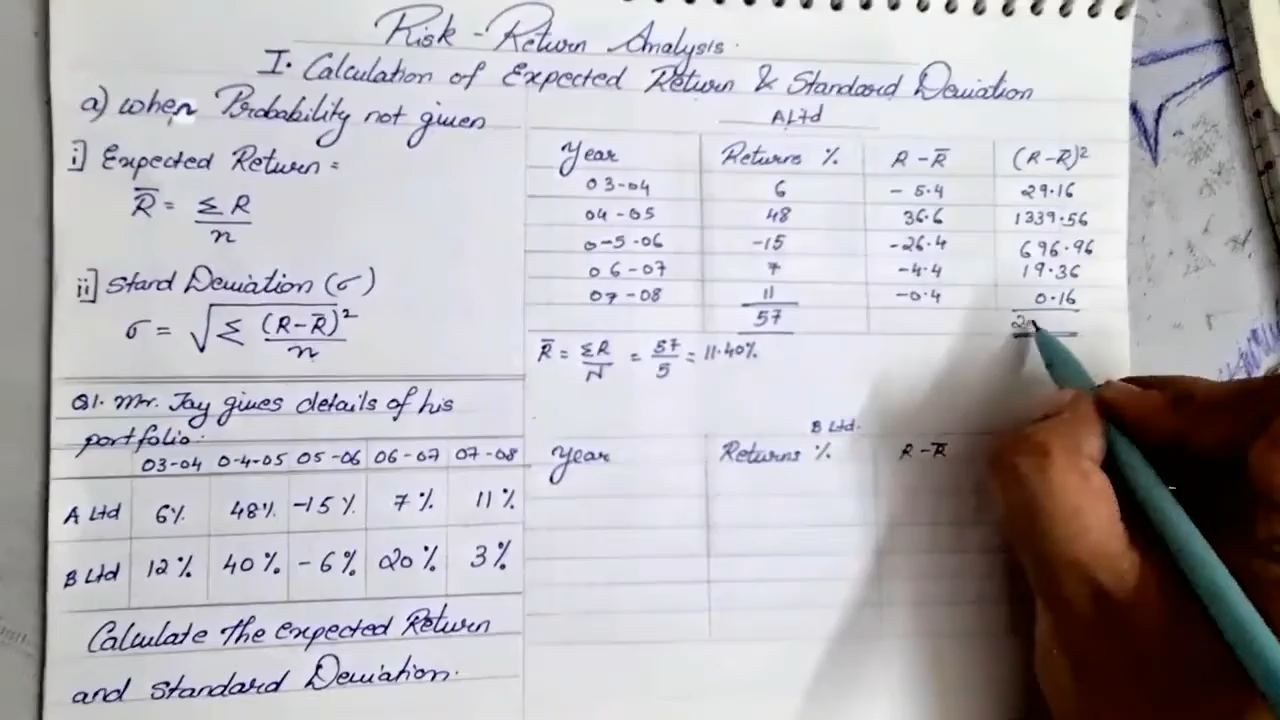 Risk - Return Analysis.
I. Calculation of Expected Return & Standard Deviation
a) when Probability not given
i] Expected Return =
R̄ = ΣR
n
ii] Stard Deviation (σ)
σ = √Σ (R-R̄)²
n
Q1. Mr. Jay gives details of his
portfolio.
03-04 0-4-05 05-06 06-07 07-08
A Ltd 6% 48% -15% 7% 11%
B Ltd 12% 40% -6% 20% 3%
Calculate the expected Return
and Standard Deviation.
A Ltd
Year Returns % R-R̄ (R-R̄)²
03-04 6 -5.4 29.16
04-05 48 36.6 1339.56
0-5-06 -15 -26.4 696.96
06-07 7 -4.4 19.36
07-08 11 -0.4 0.16
57
R̄ = ΣR = 57 = 11.40%
N 5
B Ltd.
Year Returns % R-R̄